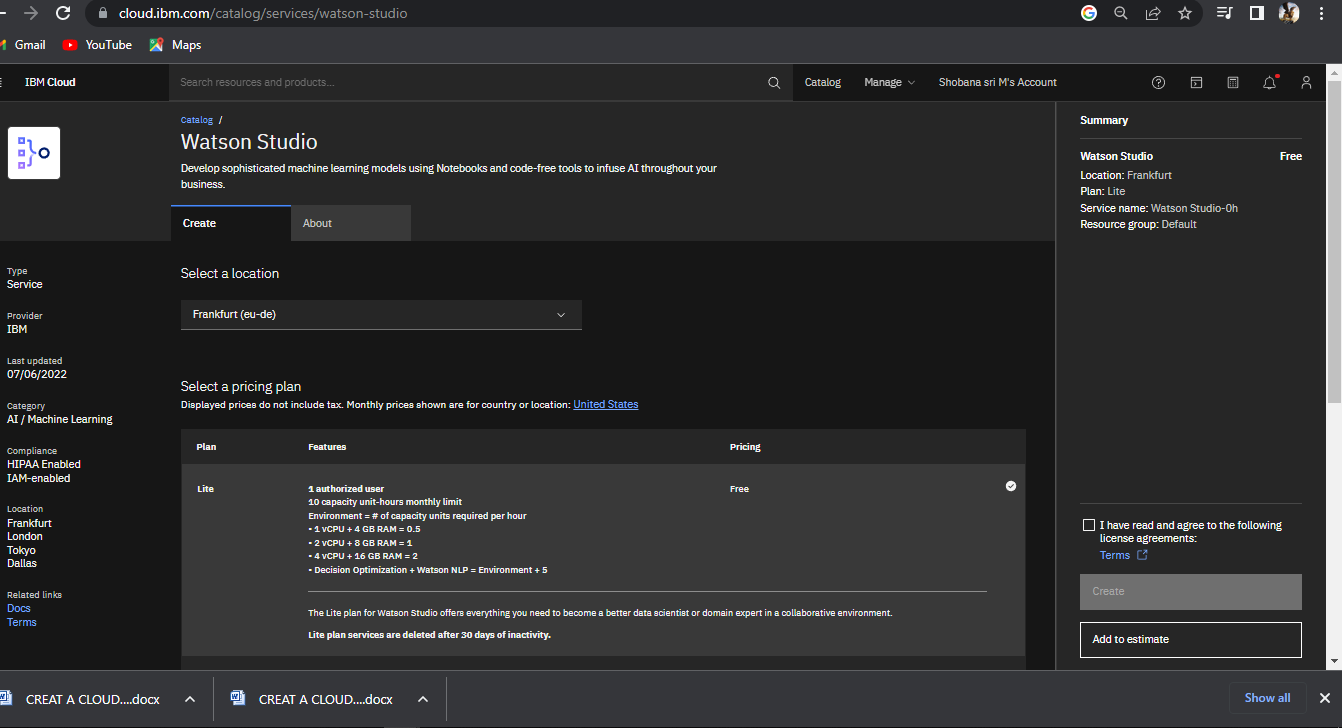 cloud.ibm.com/catalog/services/watson-studio
Gmail
YouTube
Maps
IBM Cloud
Search resources and products...
Catalog
Manage
Shobana sri M's Account
Catalog /
Watson Studio
Develop sophisticated machine learning models using Notebooks and code-free tools to infuse AI throughout your
business.
Create
About
Type
Service
Provider
IBM
Last updated
07/06/2022
Category
AI / Machine Learning
Compliance
HIPAA Enabled
IAM-enabled
Location
Frankfurt
London
Tokyo
Dallas
Related links
Docs
Terms
Select a location
Frankfurt (eu-de)
Select a pricing plan
Displayed prices do not include tax. Monthly prices shown are for country or location: United States
Plan
Features
Pricing
Lite
1 authorized user
10 capacity unit-hours monthly limit
Environment = # of capacity units required per hour
• 1 vCPU + 4 GB RAM = 0.5
• 2 vCPU + 8 GB RAM = 1
• 4 vCPU + 16 GB RAM = 2
• Decision Optimization + Watson NLP = Environment + 5
Free
The Lite plan for Watson Studio offers everything you need to become a better data scientist or domain expert in a collaborative environment.
Lite plan services are deleted after 30 days of inactivity.
Summary
Watson Studio
Free
Location: Frankfurt
Plan: Lite
Service name: Watson Studio-0h
Resource group: Default
I have read and agree to the following
license agreements:
Terms
Create
Add to estimate
CREAT A CLOUD....docx
CREAT A CLOUD....docx
Show all